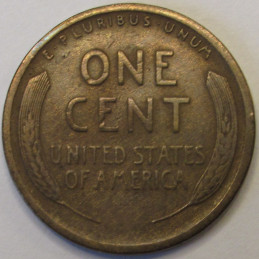 E·PLURIBUS·UNUM
ONE
CENT
UNITED STATES
OF AMERICA